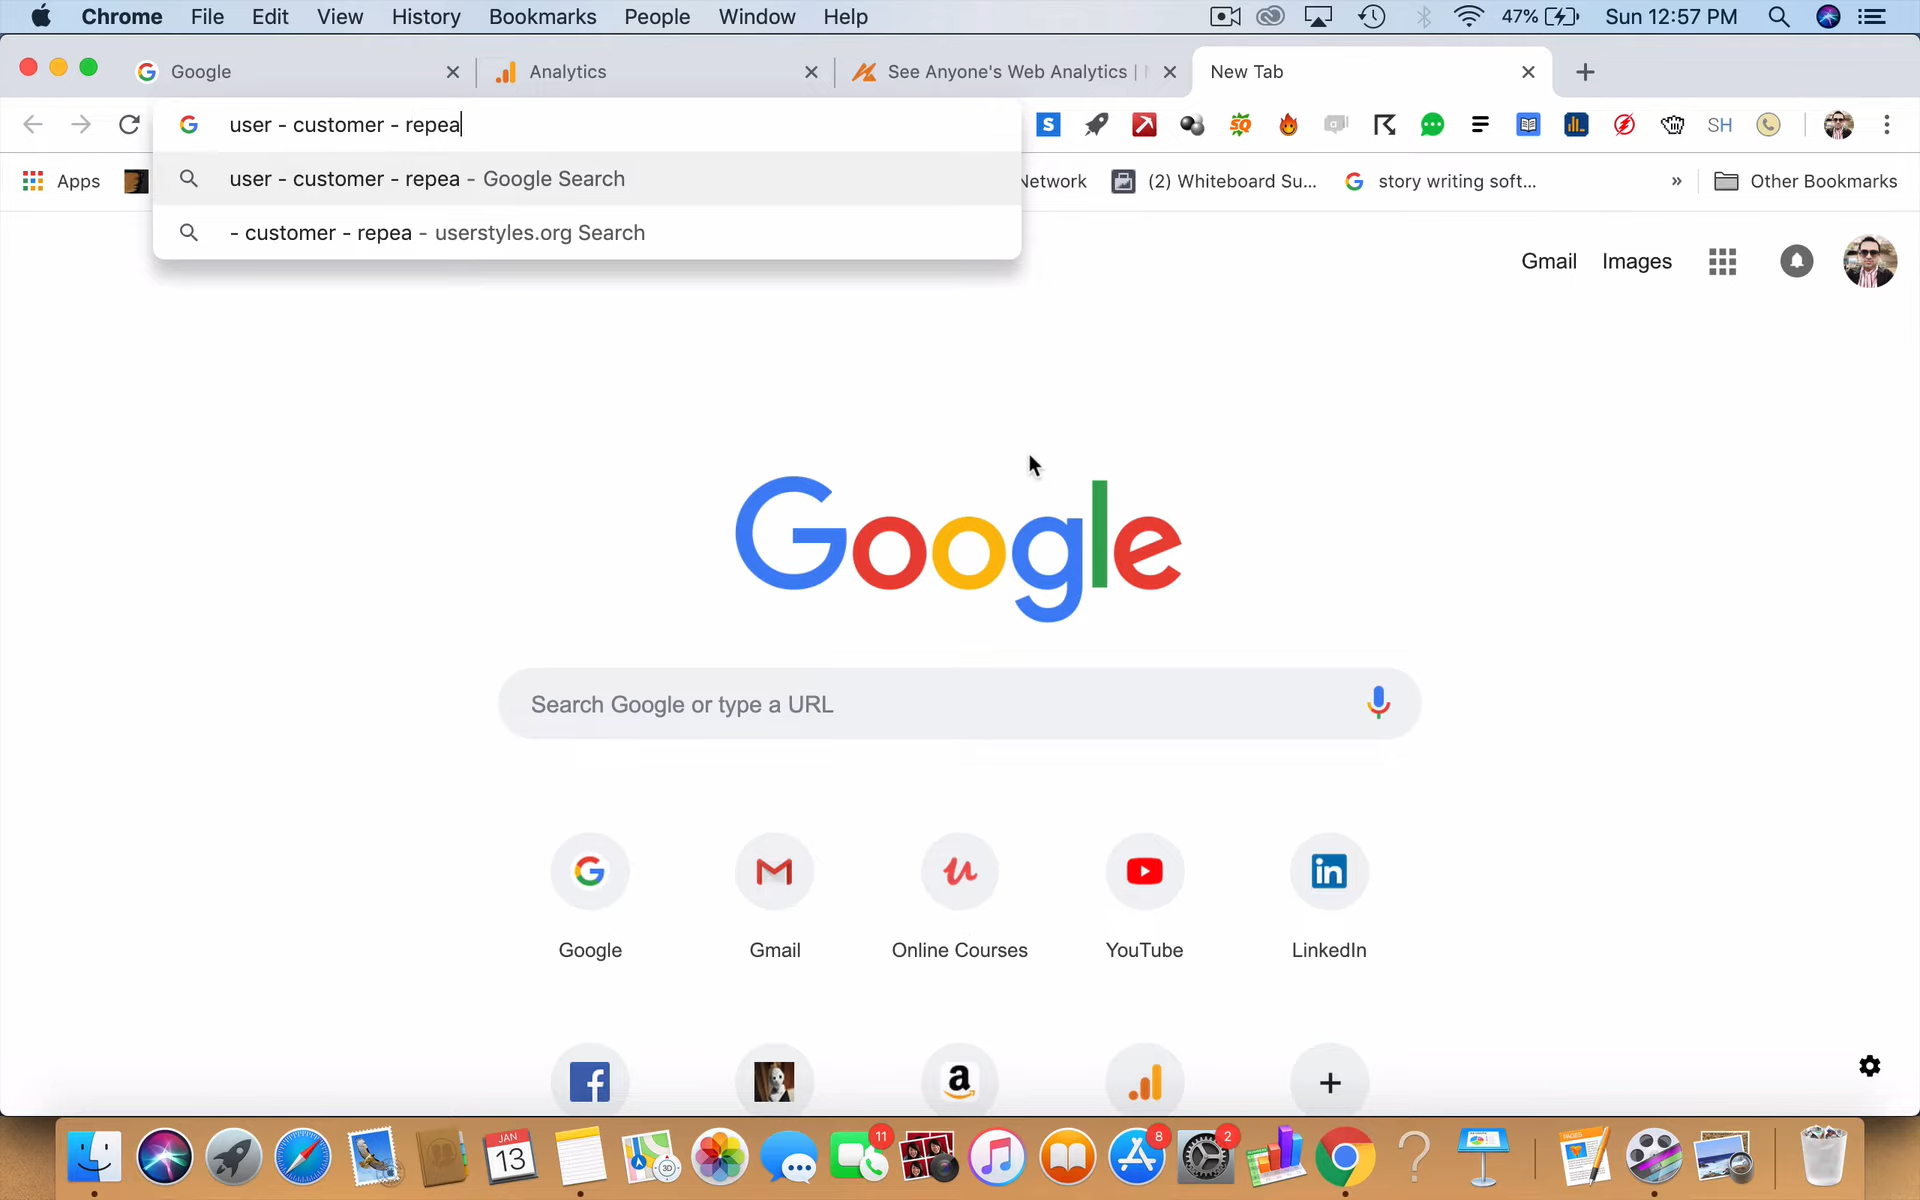 Chrome File Edit View History Bookmarks People Window Help 47% Sun 12:57 PM
Google Analytics See Anyone's Web Analytics | New Tab
user - customer - repea
SH
user - customer - repea - Google Search
Apps Network (2) Whiteboard Su... story writing soft... » Other Bookmarks
- customer - repea - userstyles.org Search
Gmail Images
Google
Search Google or type a URL
Google Gmail Online Courses YouTube LinkedIn
JAN
13
3D
11
8
2
PAGES